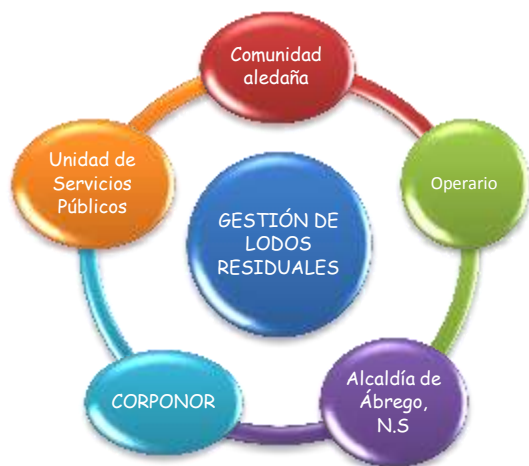 Comunidad
aledaña
Unidad de
Servicios
Públicos
Operario
GESTIÓN DE
LODOS
RESIDUALES
CORPONOR
Alcaldía de
Ábrego,
N.S